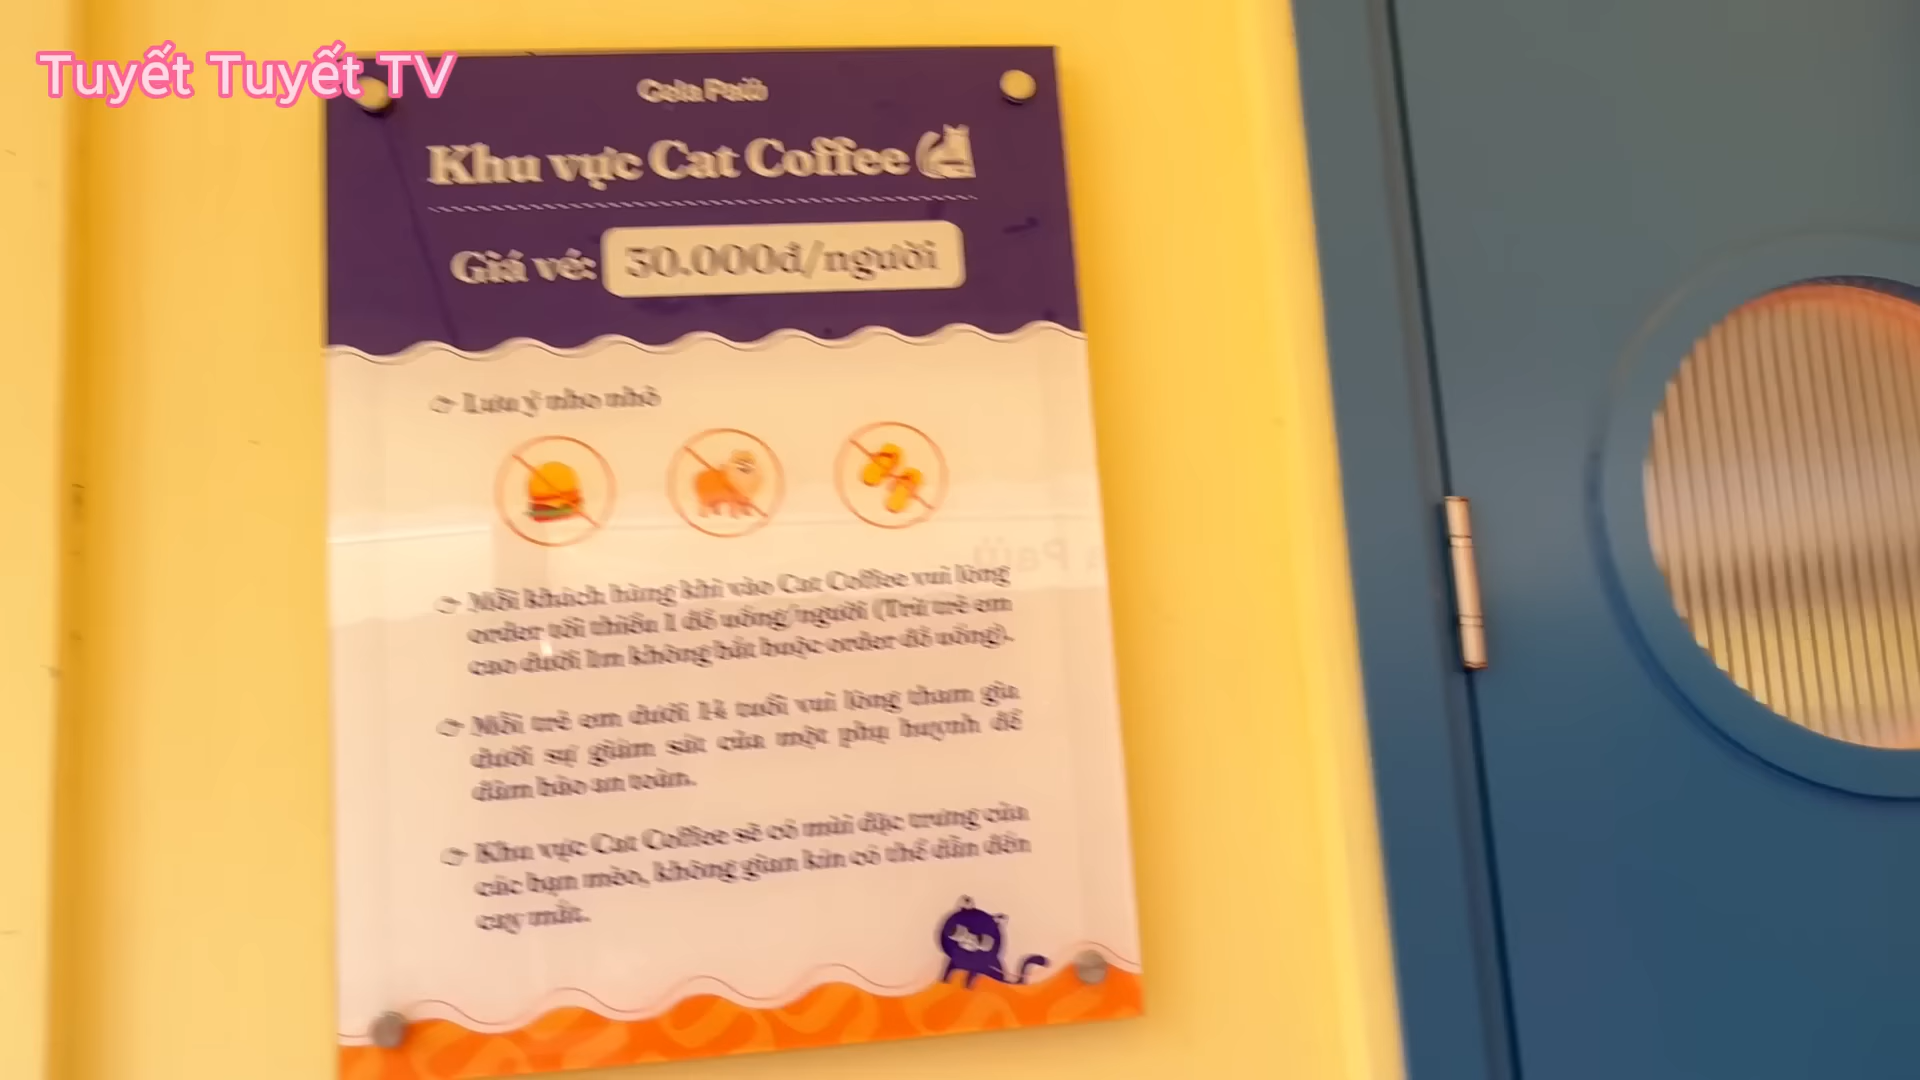 Tuyết Tuyết TV
Khu vực Cat Coffee
Giá vé: 50.000đ/người
Lưu ý nho nhỏ
Mỗi khách hàng khi vào Cat Coffee vui lòng
order tối thiểu 1 đồ uống/người (Trừ trẻ em
cao dưới 1m không bắt buộc order đồ uống).
Mỗi trẻ em dưới 14 tuổi vui lòng tham gia
dưới sự giám sát của một phụ huynh để
đảm bảo an toàn.
Khu vực Cat Coffee sẽ có mùi đặc trưng của
các bạn mèo, không gian kín có thể dẫn đến
cay mắt.